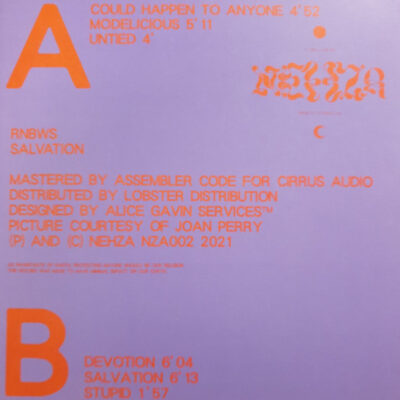 A
COULD HAPPEN TO ANYONE 4'52
MODELICIOUS 5'11
UNTIED 4'
NEHZA
RNBWS
SALVATION
MASTERED BY ASSEMBLER CODE FOR CIRRUS AUDIO
DISTRIBUTED BY LOBSTER DISTRIBUTION
DESIGNED BY ALICE GAVIN SERVICES™
PICTURE COURTESY OF JOAN PERRY
(P) AND (C) NEHZA NZA002 2021
B
DEVOTION 6'04
SALVATION 6'13
STUPID 1'57